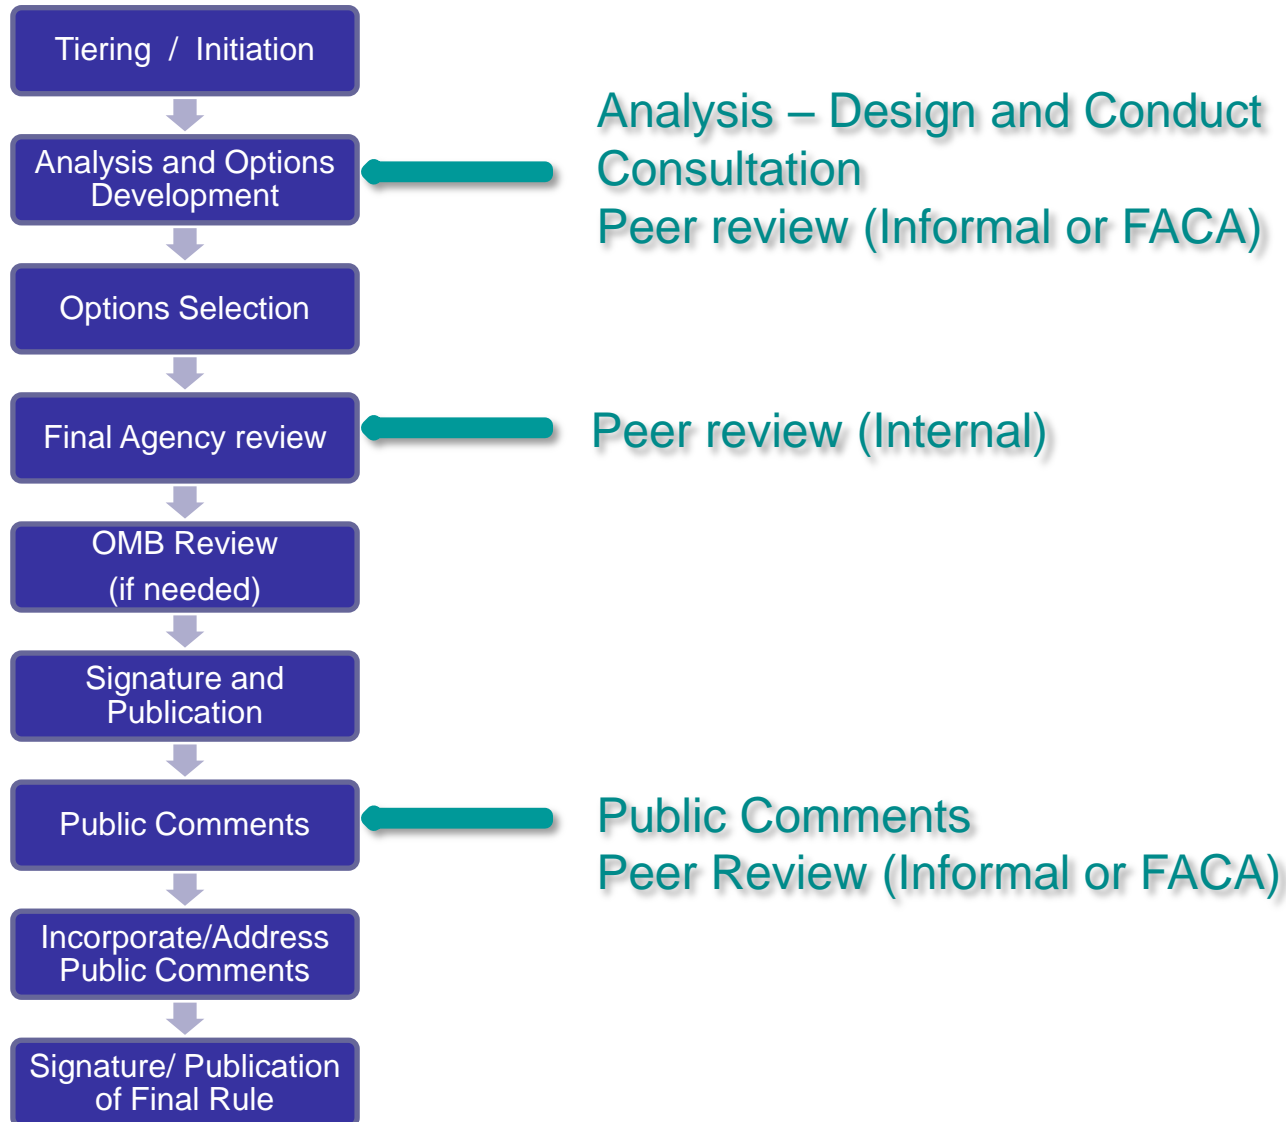 Tiering / Initiation
Analysis – Design and Conduct
Consultation
Peer review (Informal or FACA)
Analysis and Options
Development
Options Selection
Final Agency review
Peer review (Internal)
OMB Review
(if needed)
Signature and
Publication
Public Comments
Public Comments
Peer Review (Informal or FACA)
Incorporate/Address
Public Comments
Signature/ Publication
of Final Rule